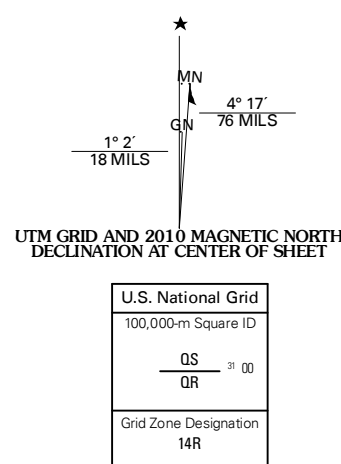 ★
MN
4° 17´
76 MILS
GN
1° 2´
18 MILS
UTM GRID AND 2010 MAGNETIC NORTH
DECLINATION AT CENTER OF SHEET
U.S. National Grid
100,000-m Square ID
QS
31 00
QR
Grid Zone Designation
14R